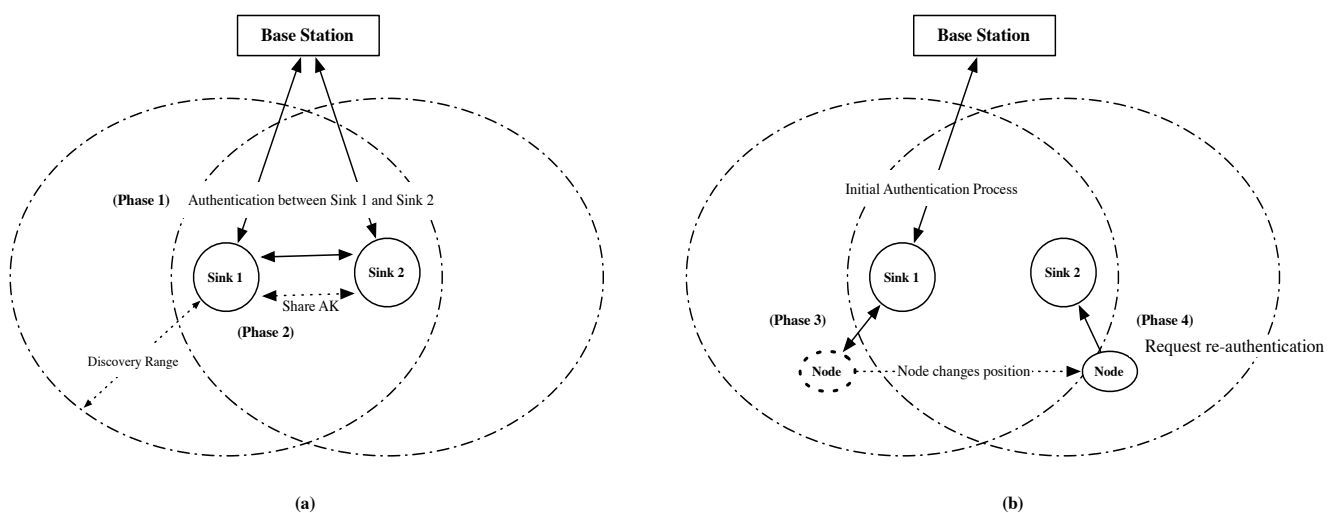 Base Station
(Phase 1)
Authentication between Sink 1 and Sink 2
Sink 1
Sink 2
Share AK
(Phase 2)
Discovery Range
(a)
Base Station
Initial Authentication Process
Sink 1
Sink 2
(Phase 3)
(Phase 4)
Request re-authentication
Node
Node changes position
Node
(b)